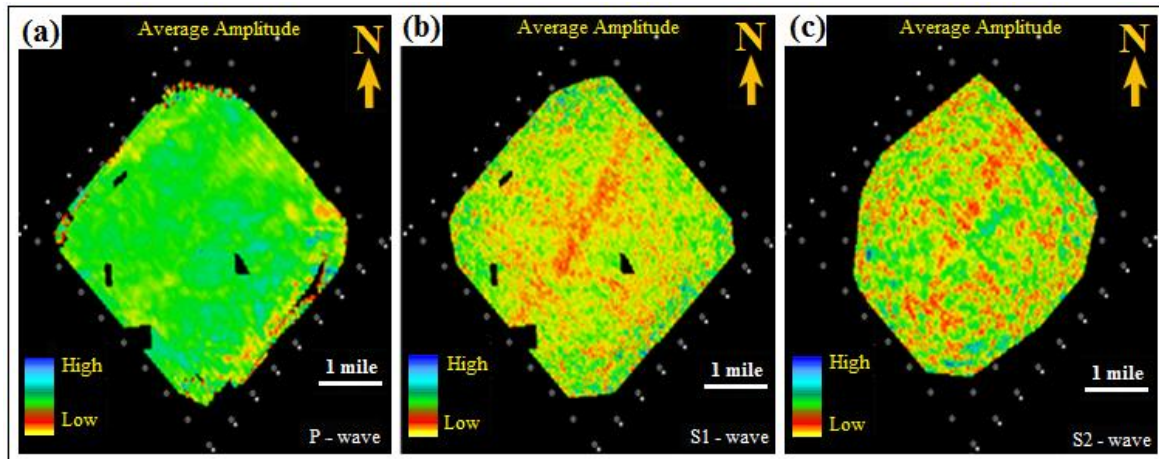 (a)
Average Amplitude
N
High
Low
1 mile
P - wave
(b)
Average Amplitude
N
High
Low
1 mile
S1 - wave
(c)
Average Amplitude
N
High
Low
1 mile
S2 - wave